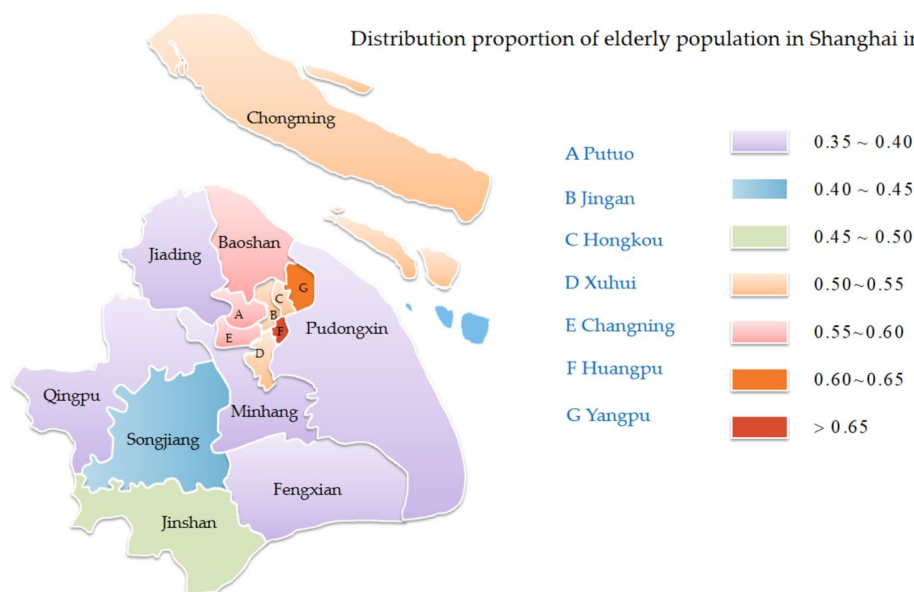 Distribution proportion of elderly population in Shanghai in
Chongming
A Putuo
0.35 ~ 0.40
B Jingan
0.40 ~ 0.45
C Hongkou
0.45 ~ 0.50
D Xuhui
0.50~0.55
E Changning
0.55~0.60
F Huangpu
0.60~0.65
G Yangpu
> 0.65
Baoshan
Jiading
G
C
A
B
Pudongxin
F
E
D
Qingpu
Minhang
Songjiang
Fengxian
Jinshan